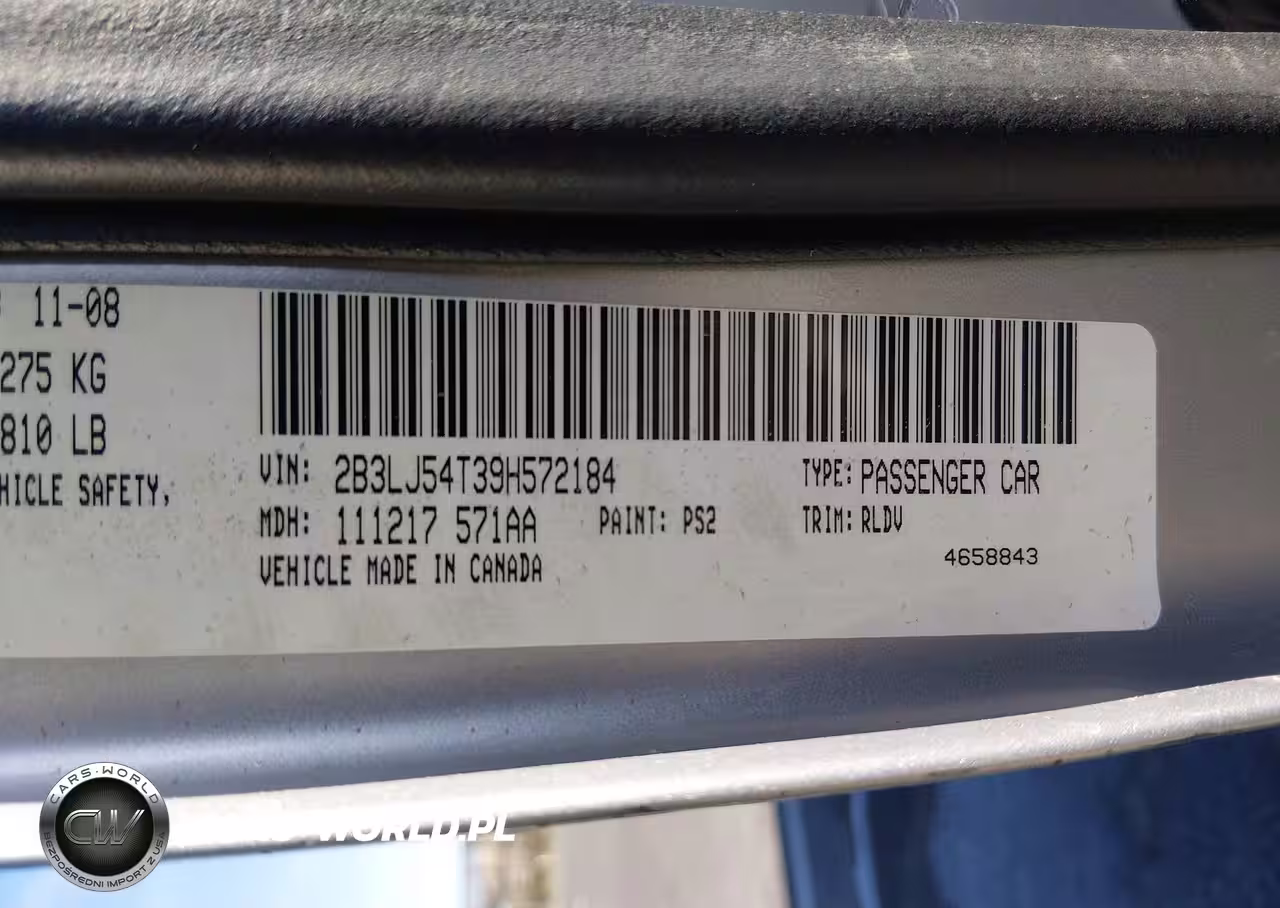 11-08
275 KG
810 LB
HICLE SAFETY,
VIN: 2B3LJ54T39H572184 TYPE: PASSENGER CAR
MDH: 111217 571AA PAINT: PS2 TRIM: RLDV
VEHICLE MADE IN CANADA
4658843
CARS-WORLD
CW
BEZPOŚREDNI IMPORT Z USA
-WORLD.PL